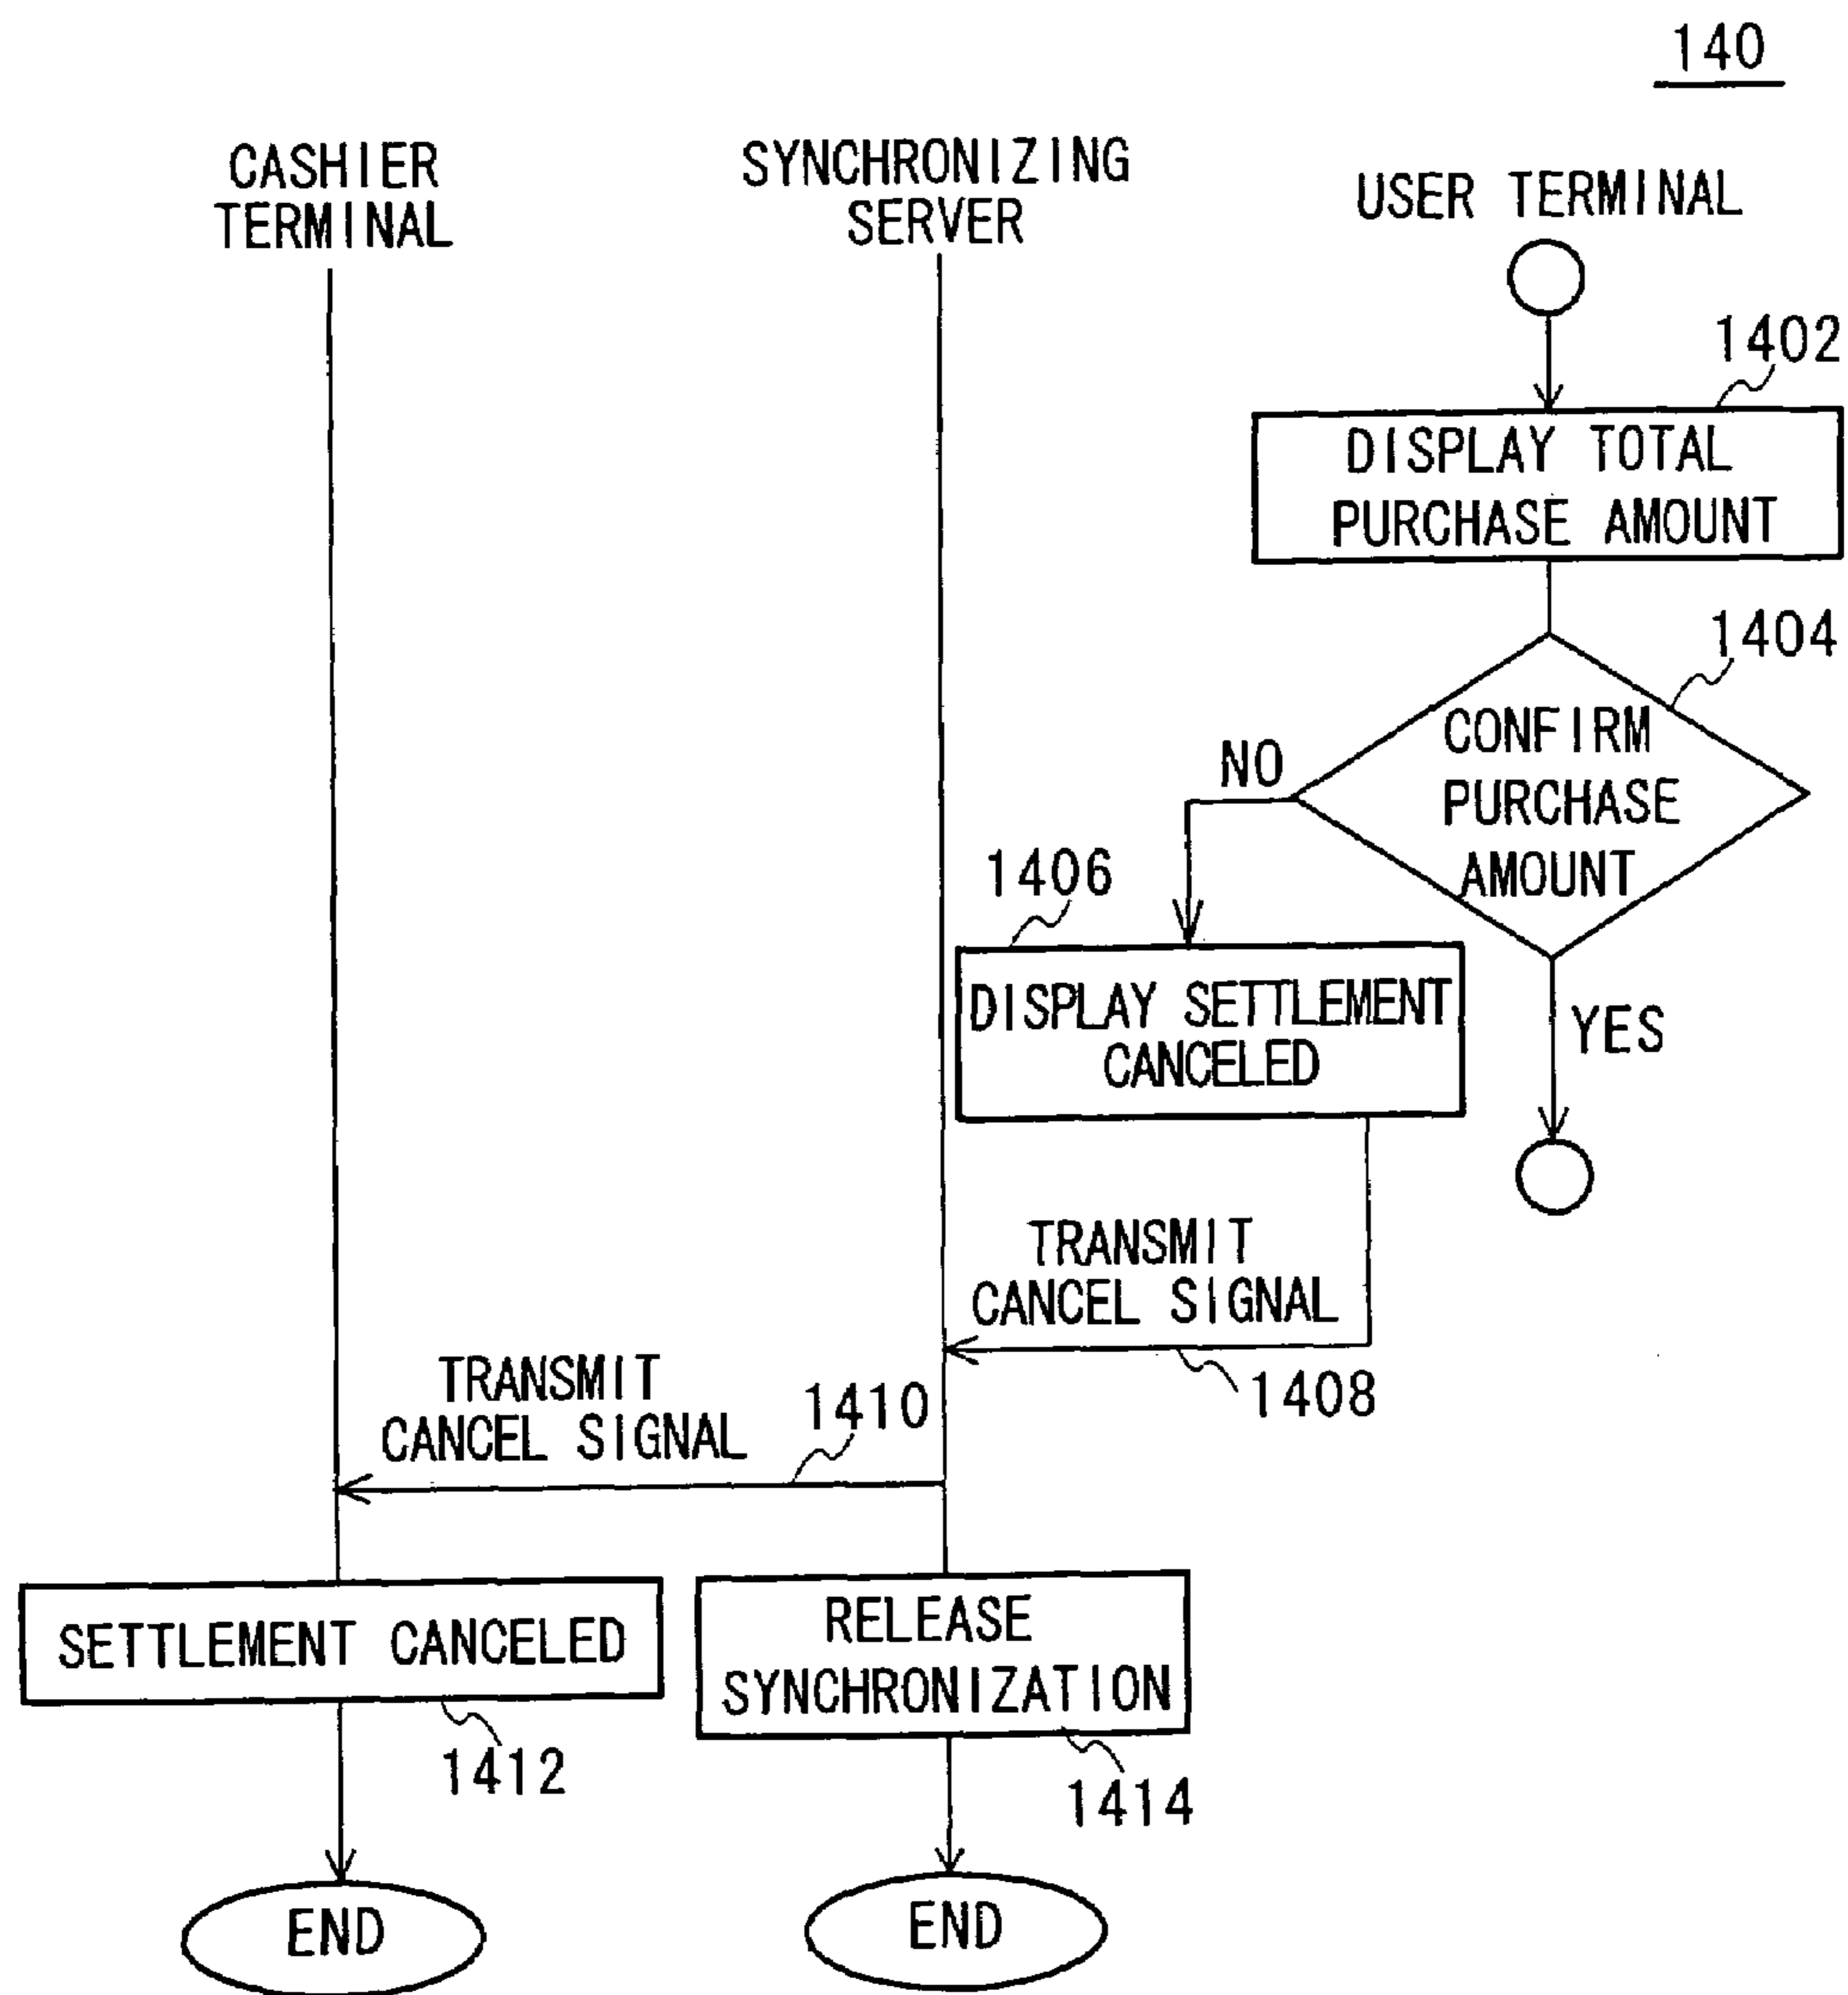 140
CASHIER
TERMINAL
SYNCHRONIZING
SERVER
USER TERMINAL
1402
DISPLAY TOTAL
PURCHASE AMOUNT
1404
CONFIRM
PURCHASE
AMOUNT
NO
YES
1406
DISPLAY SETTLEMENT
CANCELED
TRANSMIT
CANCEL SIGNAL
1408
TRANSMIT
CANCEL SIGNAL
1410
SETTLEMENT CANCELED
1412
RELEASE
SYNCHRONIZATION
1414
END
END